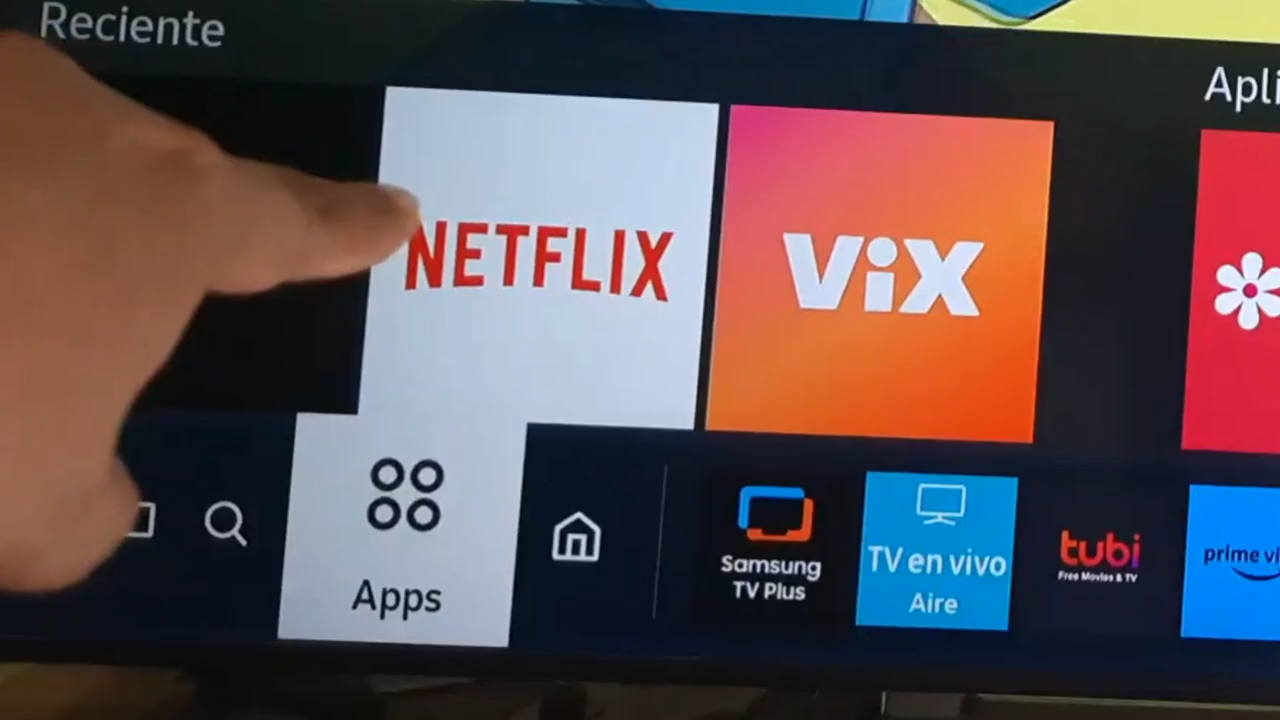 Reciente
Apli
NETFLIX
ViX
Apps
Samsung
TV Plus
TV en vivo
Aire
tubi
Free Movies & TV
prime vi